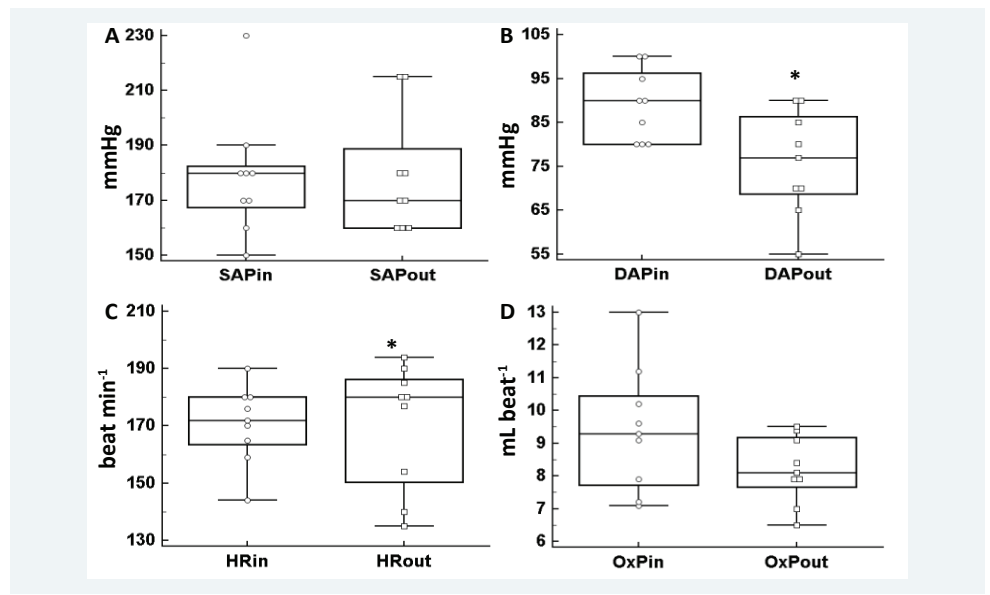 A
230
210
190
170
150
mmHg
SAPin
SAPout
B
105
95
85
75
65
55
mmHg
*
DAPin
DAPout
C
210
190
170
150
130
beat min-1
*
HRin
HRout
D
13
12
11
10
9
8
7
6
mL beat-1
OxPin
OxPout